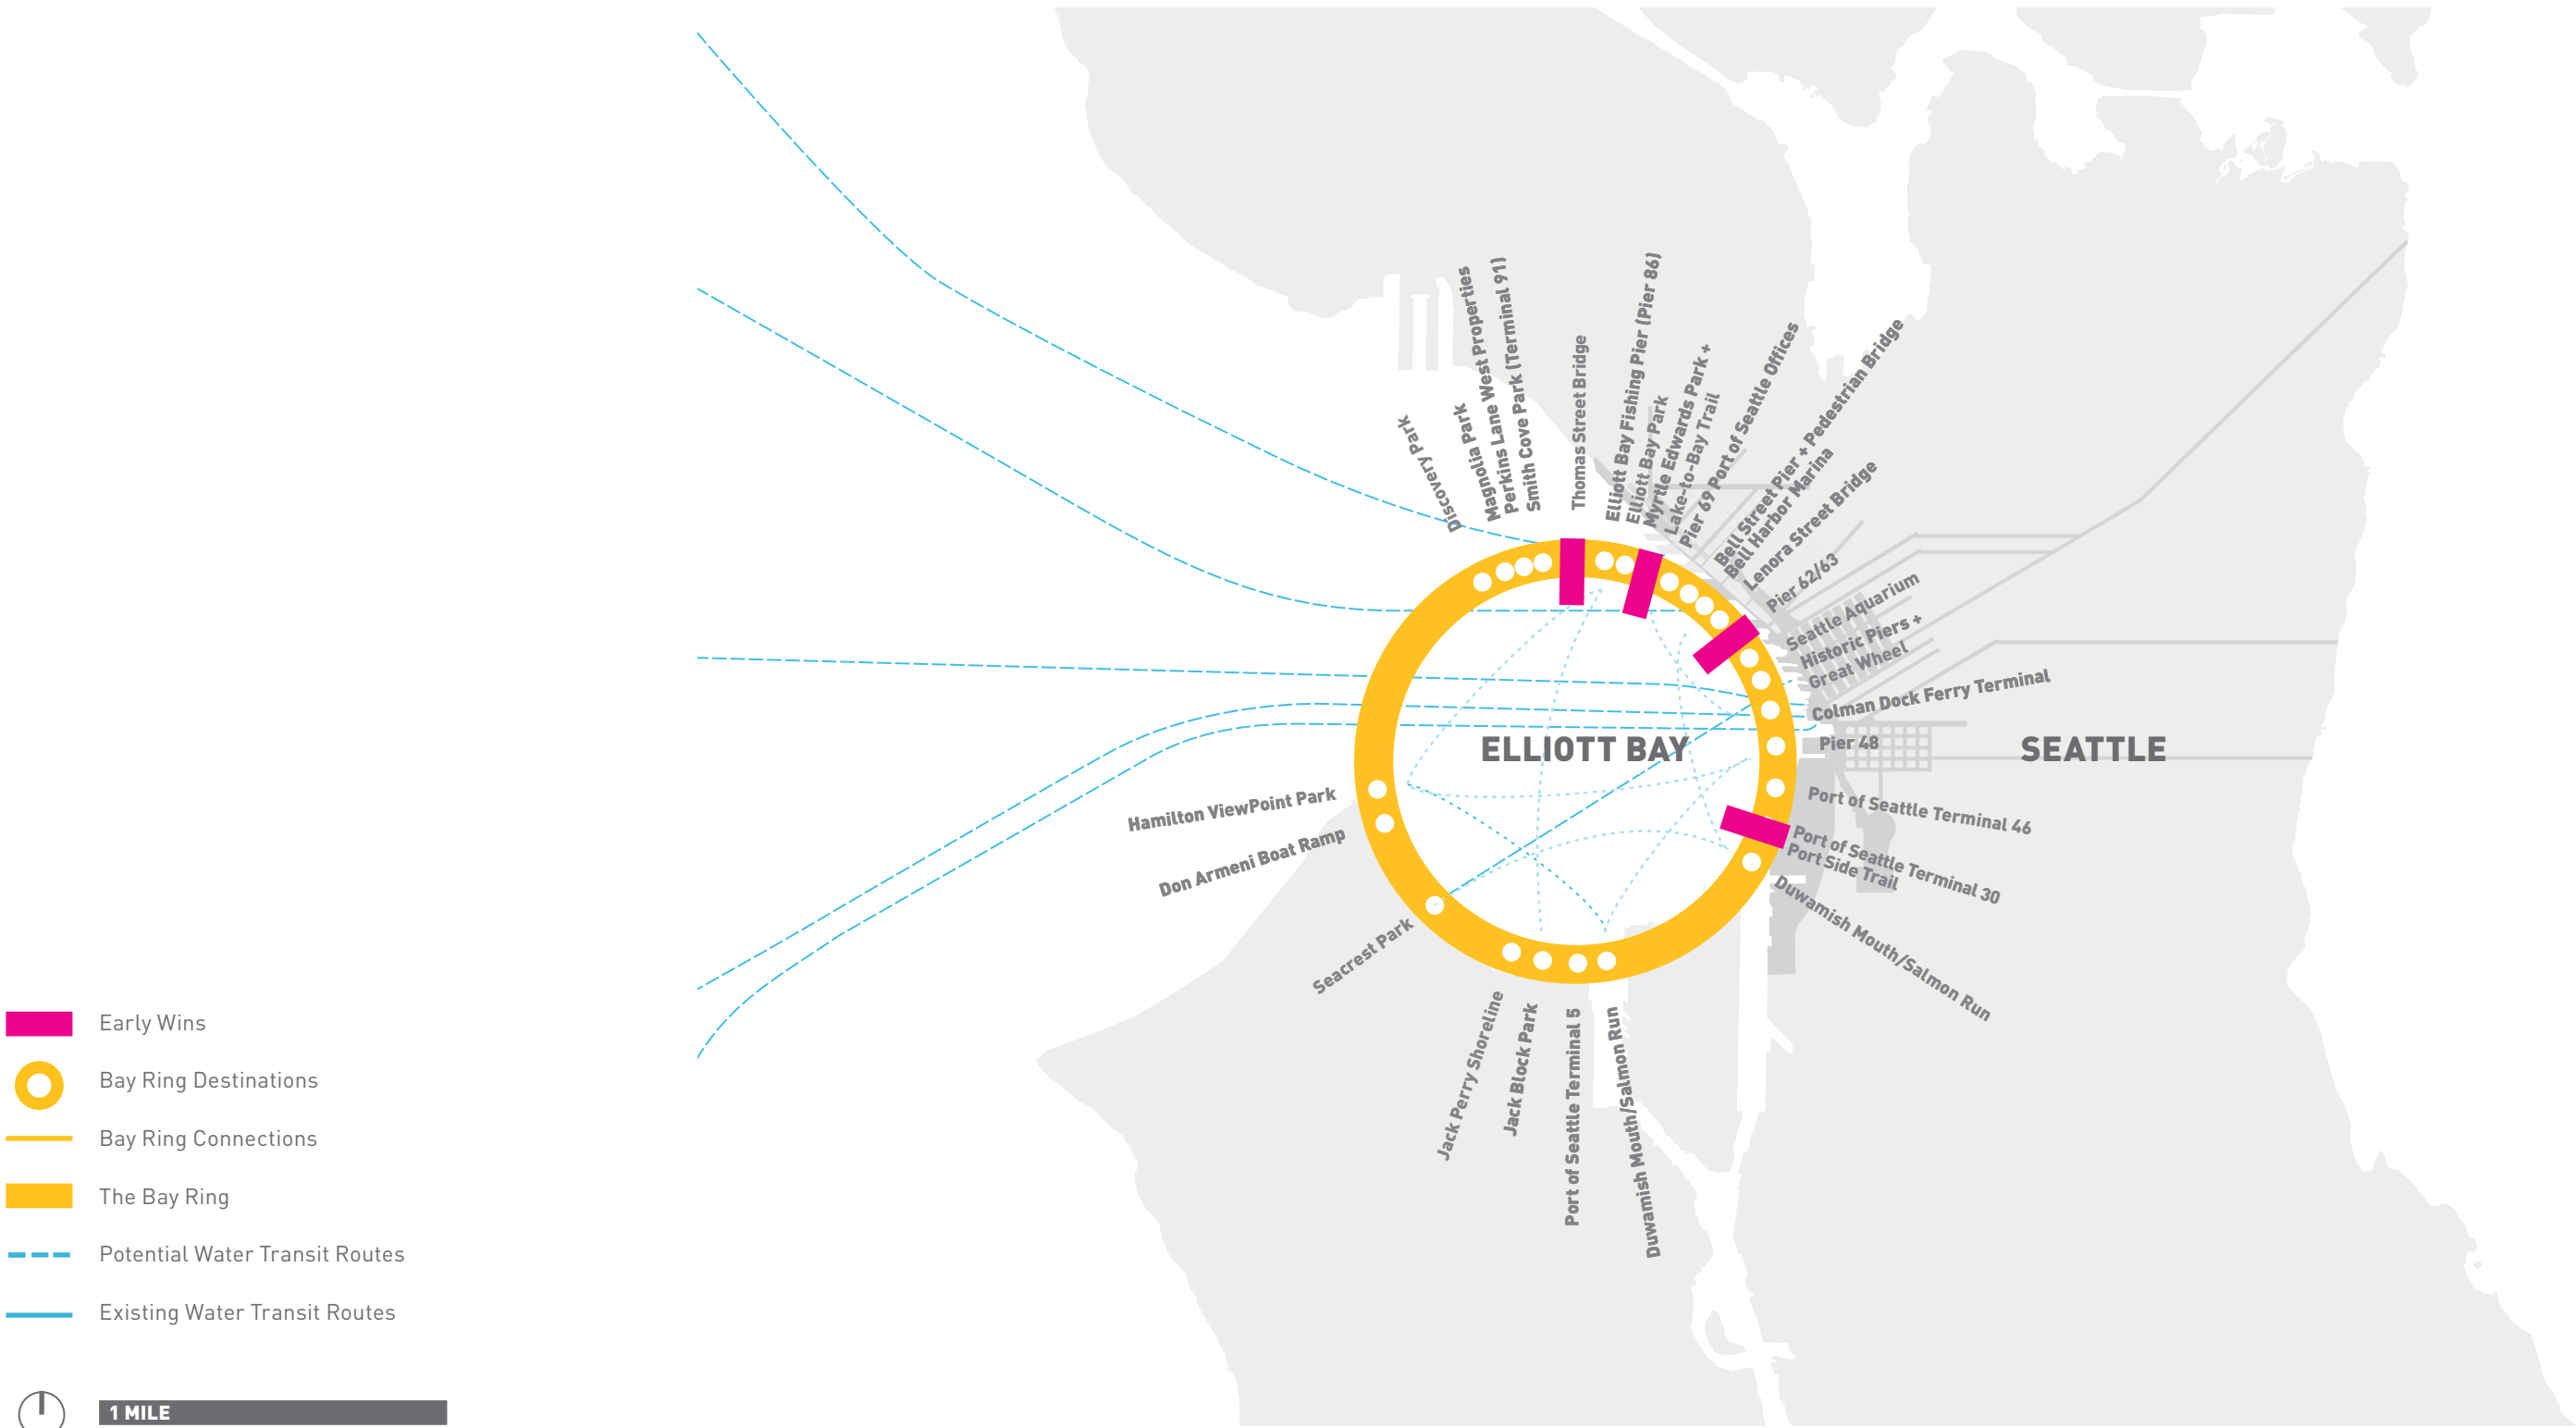 Discovery Park
Magnolia Park
Perkins Lane West Properties
Smith Cove Park (Terminal 91)
Thomas Street Bridge
Elliott Bay Fishing Pier (Pier 86)
Elliott Bay Park
Myrtle Edwards Park +
Lake-to-Bay Trail
Pier 69 Port of Seattle Offices
Bell Street Pier + Pedestrian Bridge
Bell Harbor Marina
Lenora Street Bridge
Pier 62/63
Seattle Aquarium
Historic Piers +
Great Wheel
Colman Dock Ferry Terminal
Pier 48
ELLIOTT BAY
SEATTLE
Port of Seattle Terminal 46
Port of Seattle Terminal 30
Port Side Trail
Duwamish Mouth/Salmon Run
Hamilton ViewPoint Park
Don Armeni Boat Ramp
Seacrest Park
Jack Perry Shoreline
Jack Block Park
Port of Seattle Terminal 5
Duwamish Mouth/Salmon Run
Early Wins
Bay Ring Destinations
Bay Ring Connections
The Bay Ring
Potential Water Transit Routes
Existing Water Transit Routes
1 MILE